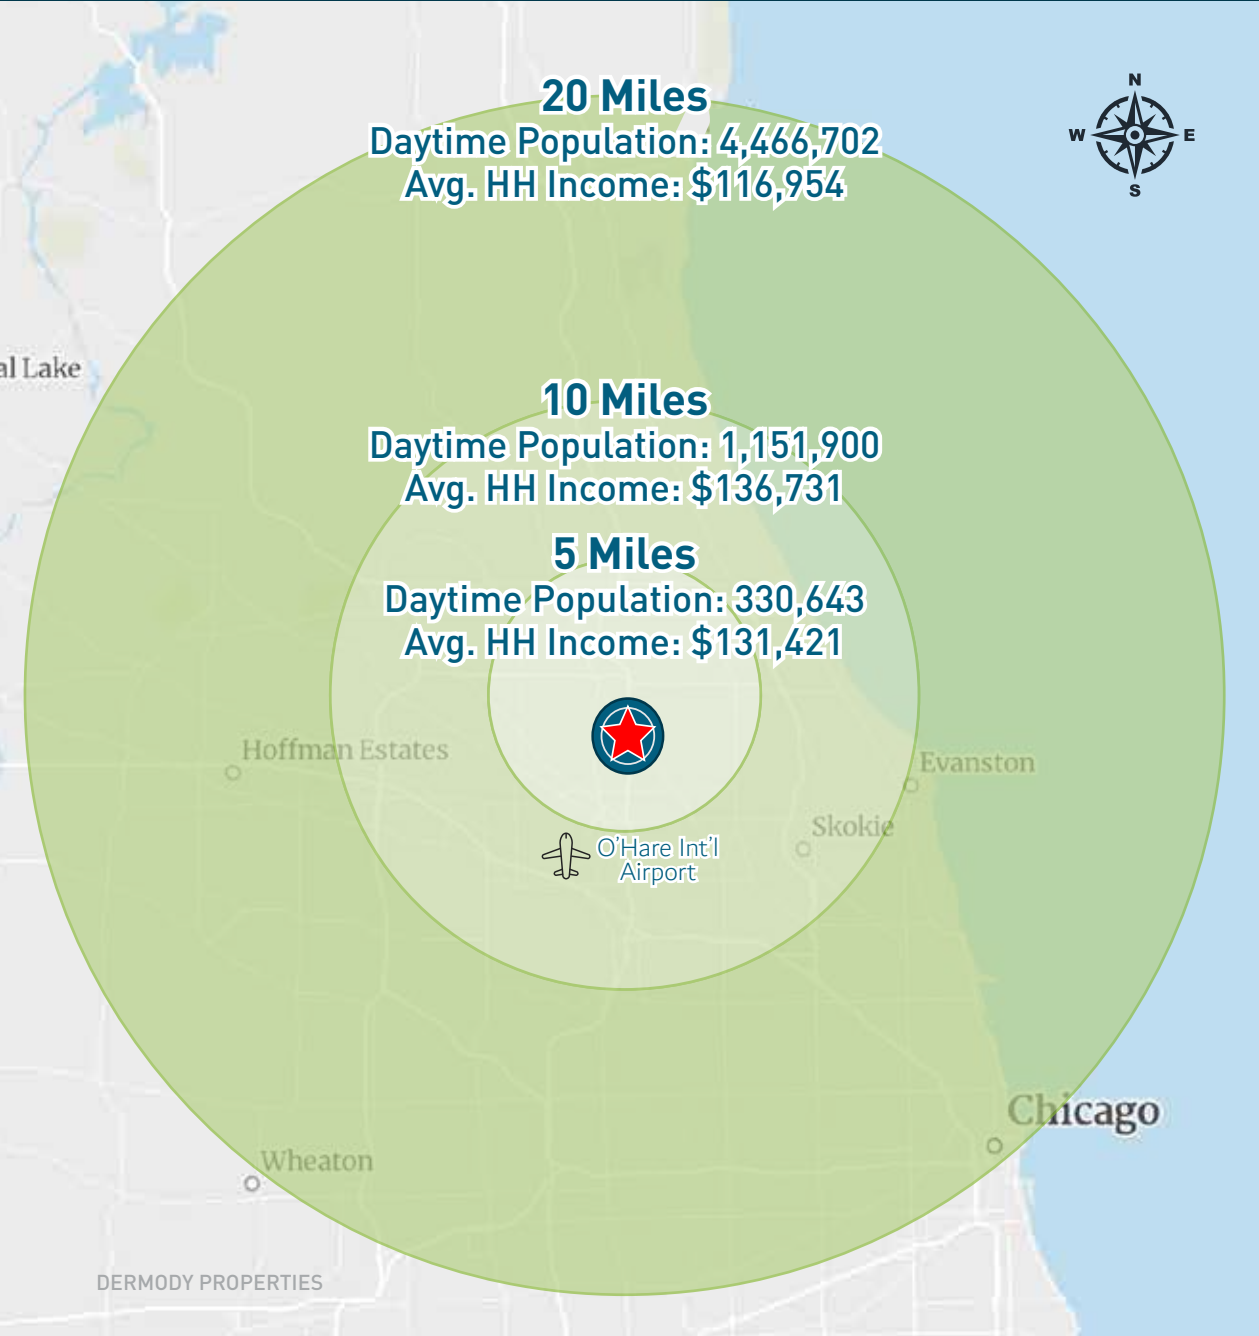 N
W E
S
20 Miles
Daytime Population: 4,466,702
Avg. HH Income: $116,954
al Lake
10 Miles
Daytime Population: 1,151,900
Avg. HH Income: $136,731
5 Miles
Daytime Population: 330,643
Avg. HH Income: $131,421
Hoffman Estates
Evanston
Skokie
O'Hare Int'l
Airport
Chicago
Wheaton
DERMODY PROPERTIES